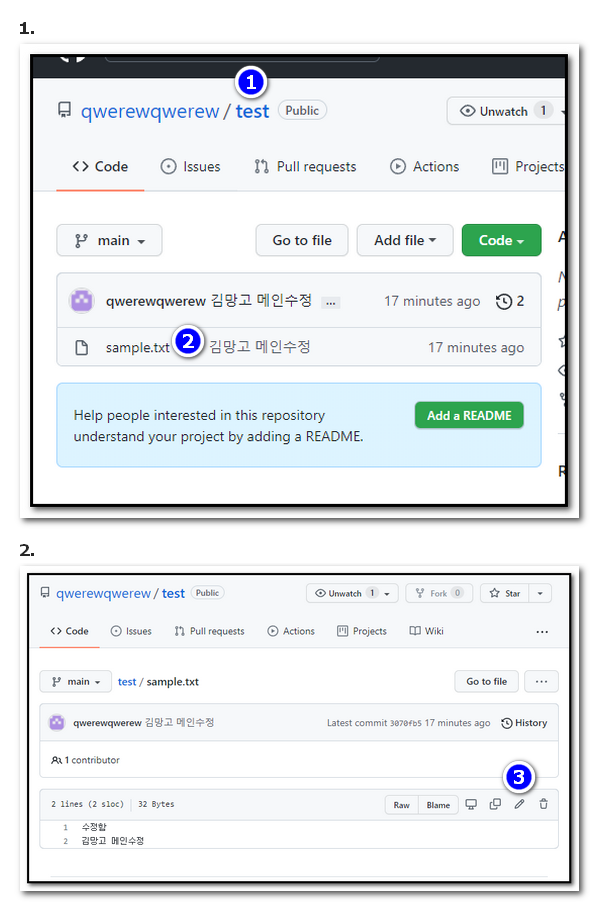 1.
1
qwerewqwerew / test Public
Unwatch 1
Code Issues Pull requests Actions Projects
main Go to file Add file Code
qwerewqwerew 김망고 메인수정 ... 17 minutes ago 2
sample.txt 2 김망고 메인수정 17 minutes ago
Help people interested in this repository
understand your project by adding a README.
Add a README
2.
qwerewqwerew / test Public Unwatch 1 Fork 0 Star
Code Issues Pull requests Actions Projects Wiki ...
main test / sample.txt Go to file ...
qwerewqwerew 김망고 메인수정 Latest commit 3070fb5 17 minutes ago History
1 contributor
3
2 lines (2 sloc) 32 Bytes Raw Blame
1 수정함
2 김망고 메인수정